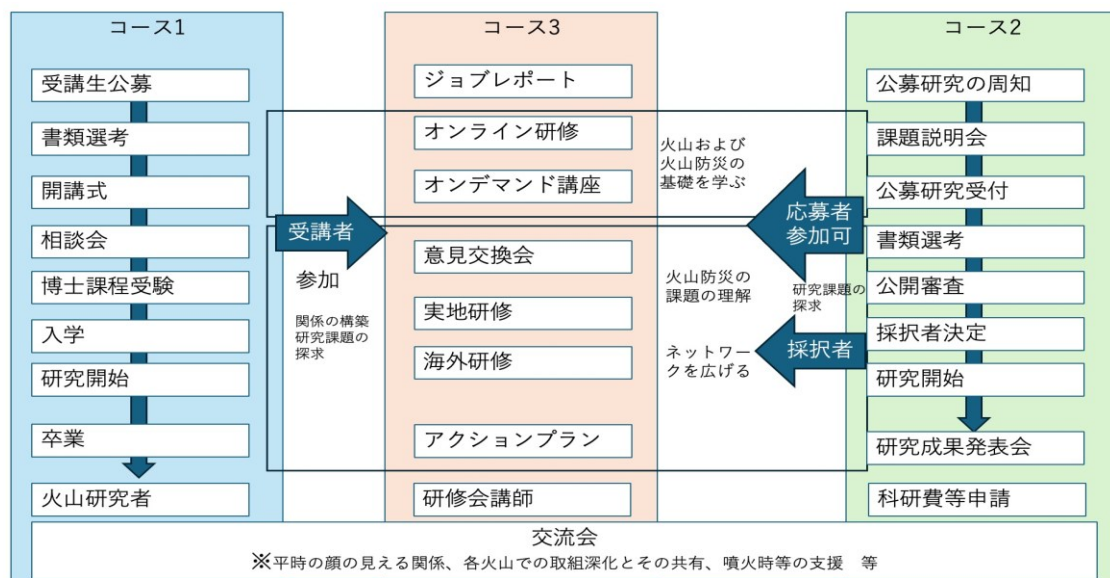 コース1
受講生公募
書類選考
開講式
相談会
博士課程受験
入学
研究開始
卒業
火山研究者
受講者
参加
関係の構築
研究課題の
探求
コース3
ジョブレポート
オンライン研修
オンデマンド講座
意見交換会
実地研修
海外研修
アクションプラン
研修会講師
火山および
火山防災の
基礎を学ぶ
火山防災の
課題の理解
ネットワー
クを広げる
応募者
参加可
研究課題の
探求
採択者
コース2
公募研究の周知
課題説明会
公募研究受付
書類選考
公開審査
採択者決定
研究開始
研究成果発表会
科研費等申請
交流会
※平時の顔の見える関係、各火山での取組深化とその共有、噴火時等の支援　等